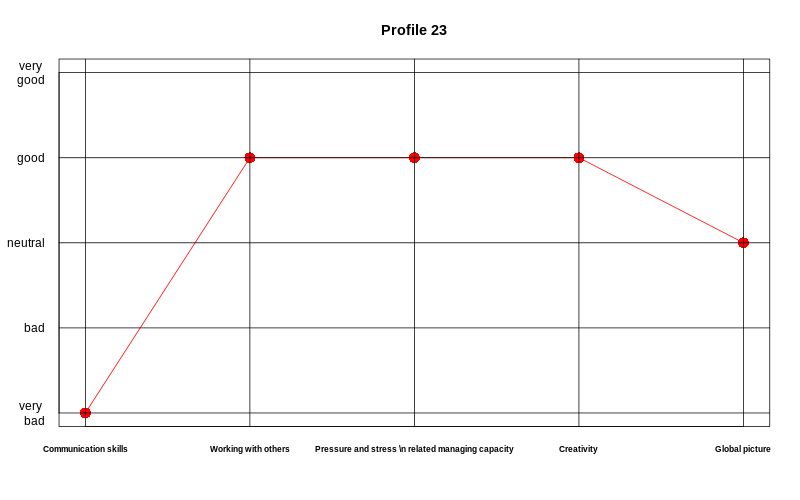 Profile 23
very
good
good
neutral
bad
very
bad
Communication skills
Working with others
Pressure and stress \n related managing capacity
Creativity
Global picture